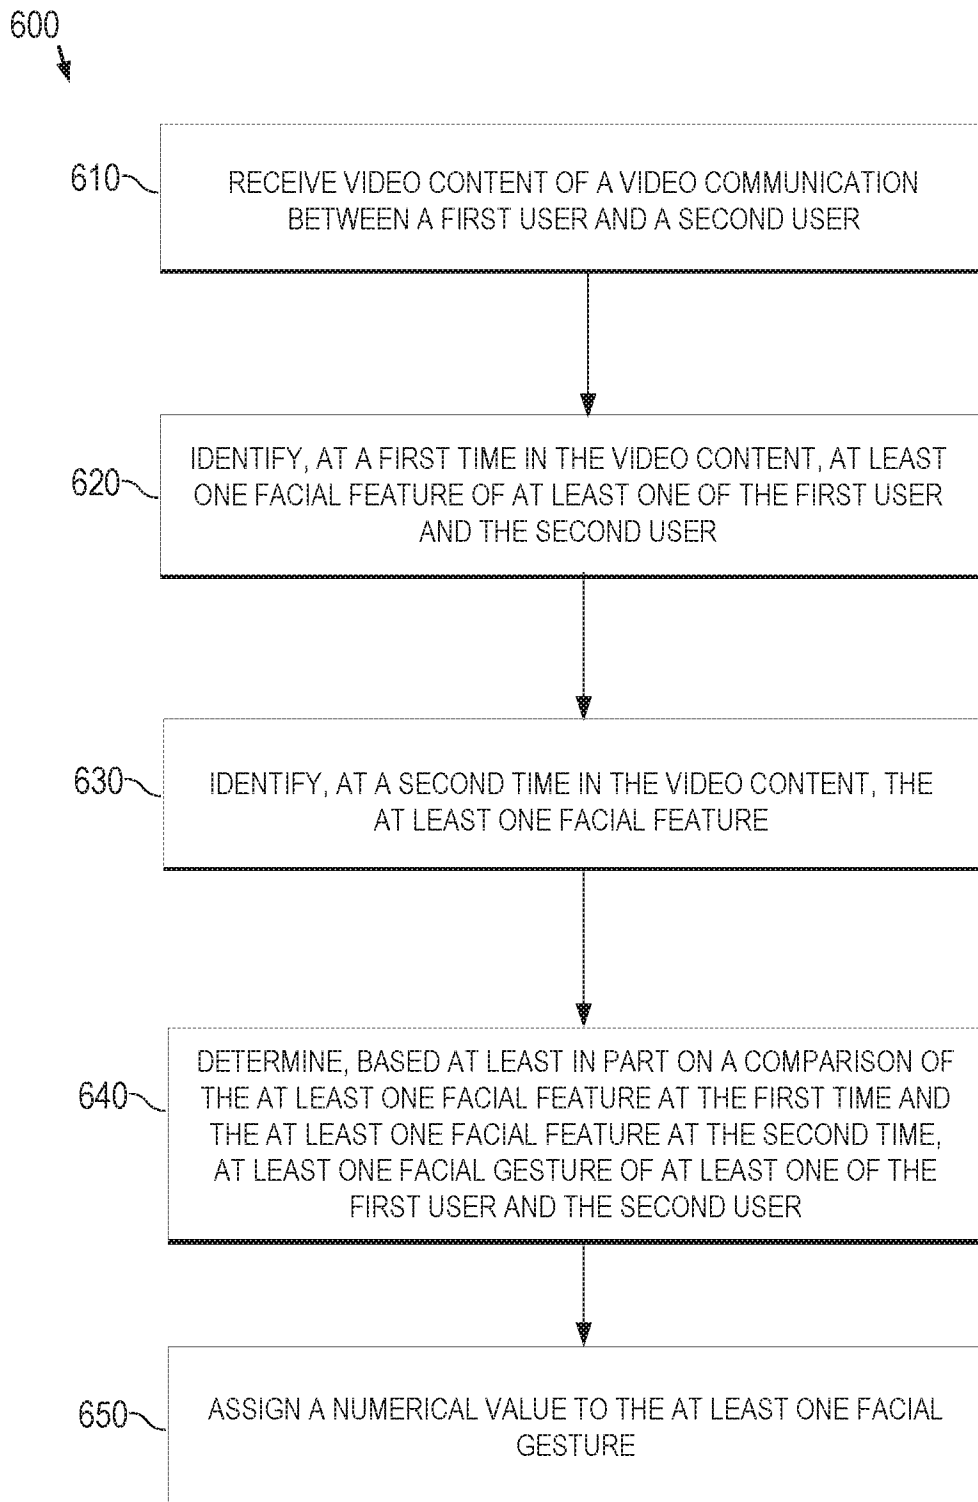 600
610
RECEIVE VIDEO CONTENT OF A VIDEO COMMUNICATION
BETWEEN A FIRST USER AND A SECOND USER
620
IDENTIFY, AT A FIRST TIME IN THE VIDEO CONTENT, AT LEAST
ONE FACIAL FEATURE OF AT LEAST ONE OF THE FIRST USER
AND THE SECOND USER
630
IDENTIFY, AT A SECOND TIME IN THE VIDEO CONTENT, THE
AT LEAST ONE FACIAL FEATURE
640
DETERMINE, BASED AT LEAST IN PART ON A COMPARISON OF
THE AT LEAST ONE FACIAL FEATURE AT THE FIRST TIME AND
THE AT LEAST ONE FACIAL FEATURE AT THE SECOND TIME,
AT LEAST ONE FACIAL GESTURE OF AT LEAST ONE OF THE
FIRST USER AND THE SECOND USER
650
ASSIGN A NUMERICAL VALUE TO THE AT LEAST ONE FACIAL
GESTURE